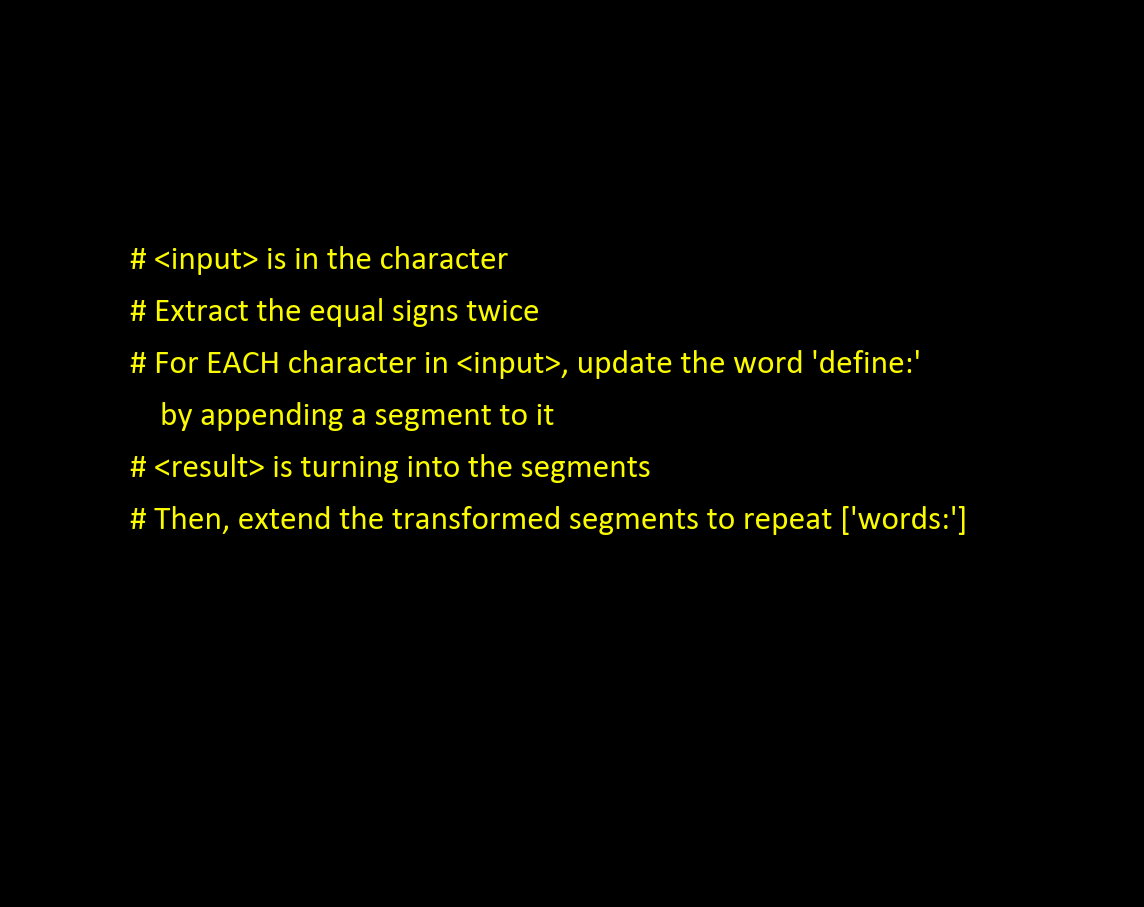 # <input> is in the character
# Extract the equal signs twice
# For EACH character in <input>, update the word 'define:'
by appending a segment to it
# <result> is turning into the segments
# Then, extend the transformed segments to repeat ['words:']